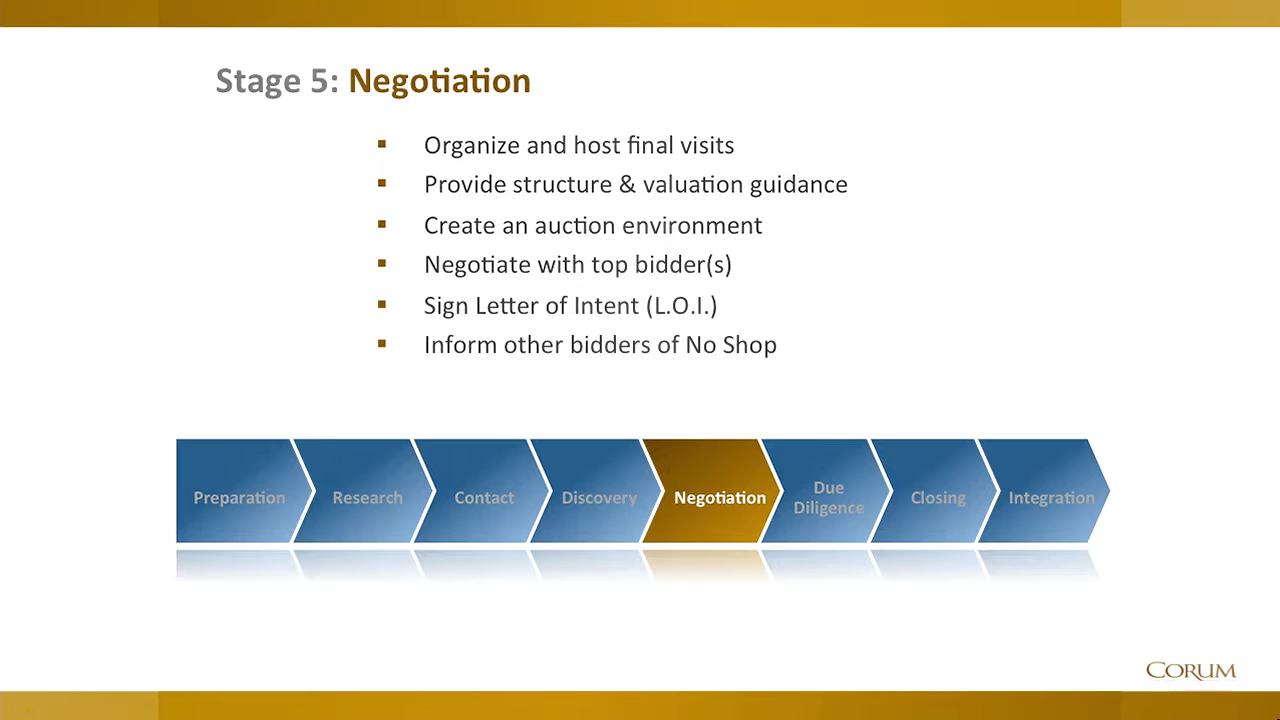 Stage 5: Negotiation
Organize and host final visits
Provide structure & valuation guidance
Create an auction environment
Negotiate with top bidder(s)
Sign Letter of Intent (L.O.I.)
Inform other bidders of No Shop
Preparation
Research
Contact
Discovery
Negotiation
Due
Diligence
Closing
Integration
CORUM